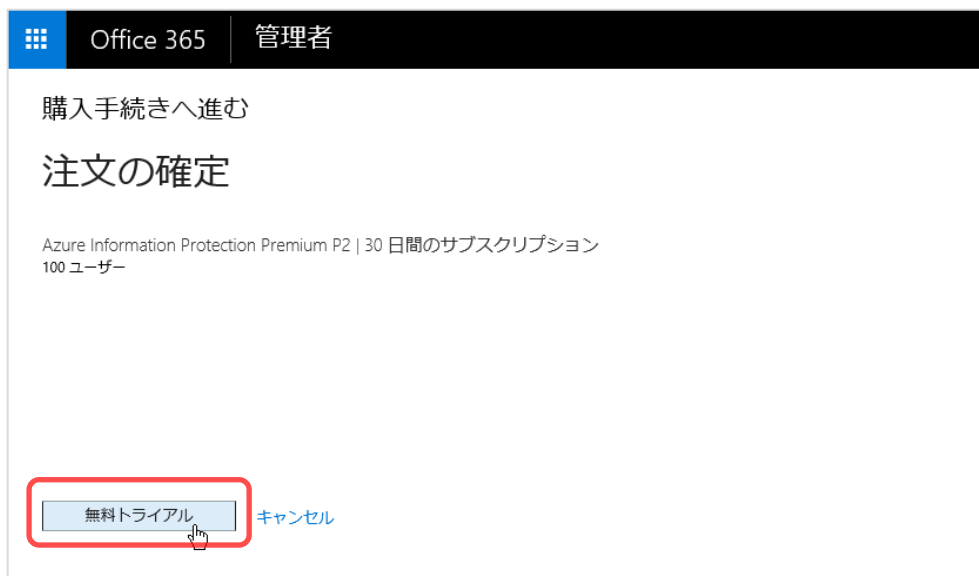 Office 365 管理者
購入手続きへ進む
注文の確定
Azure Information Protection Premium P2 | 30 日間のサブスクリプション
100 ユーザー
無料トライアル キャンセル